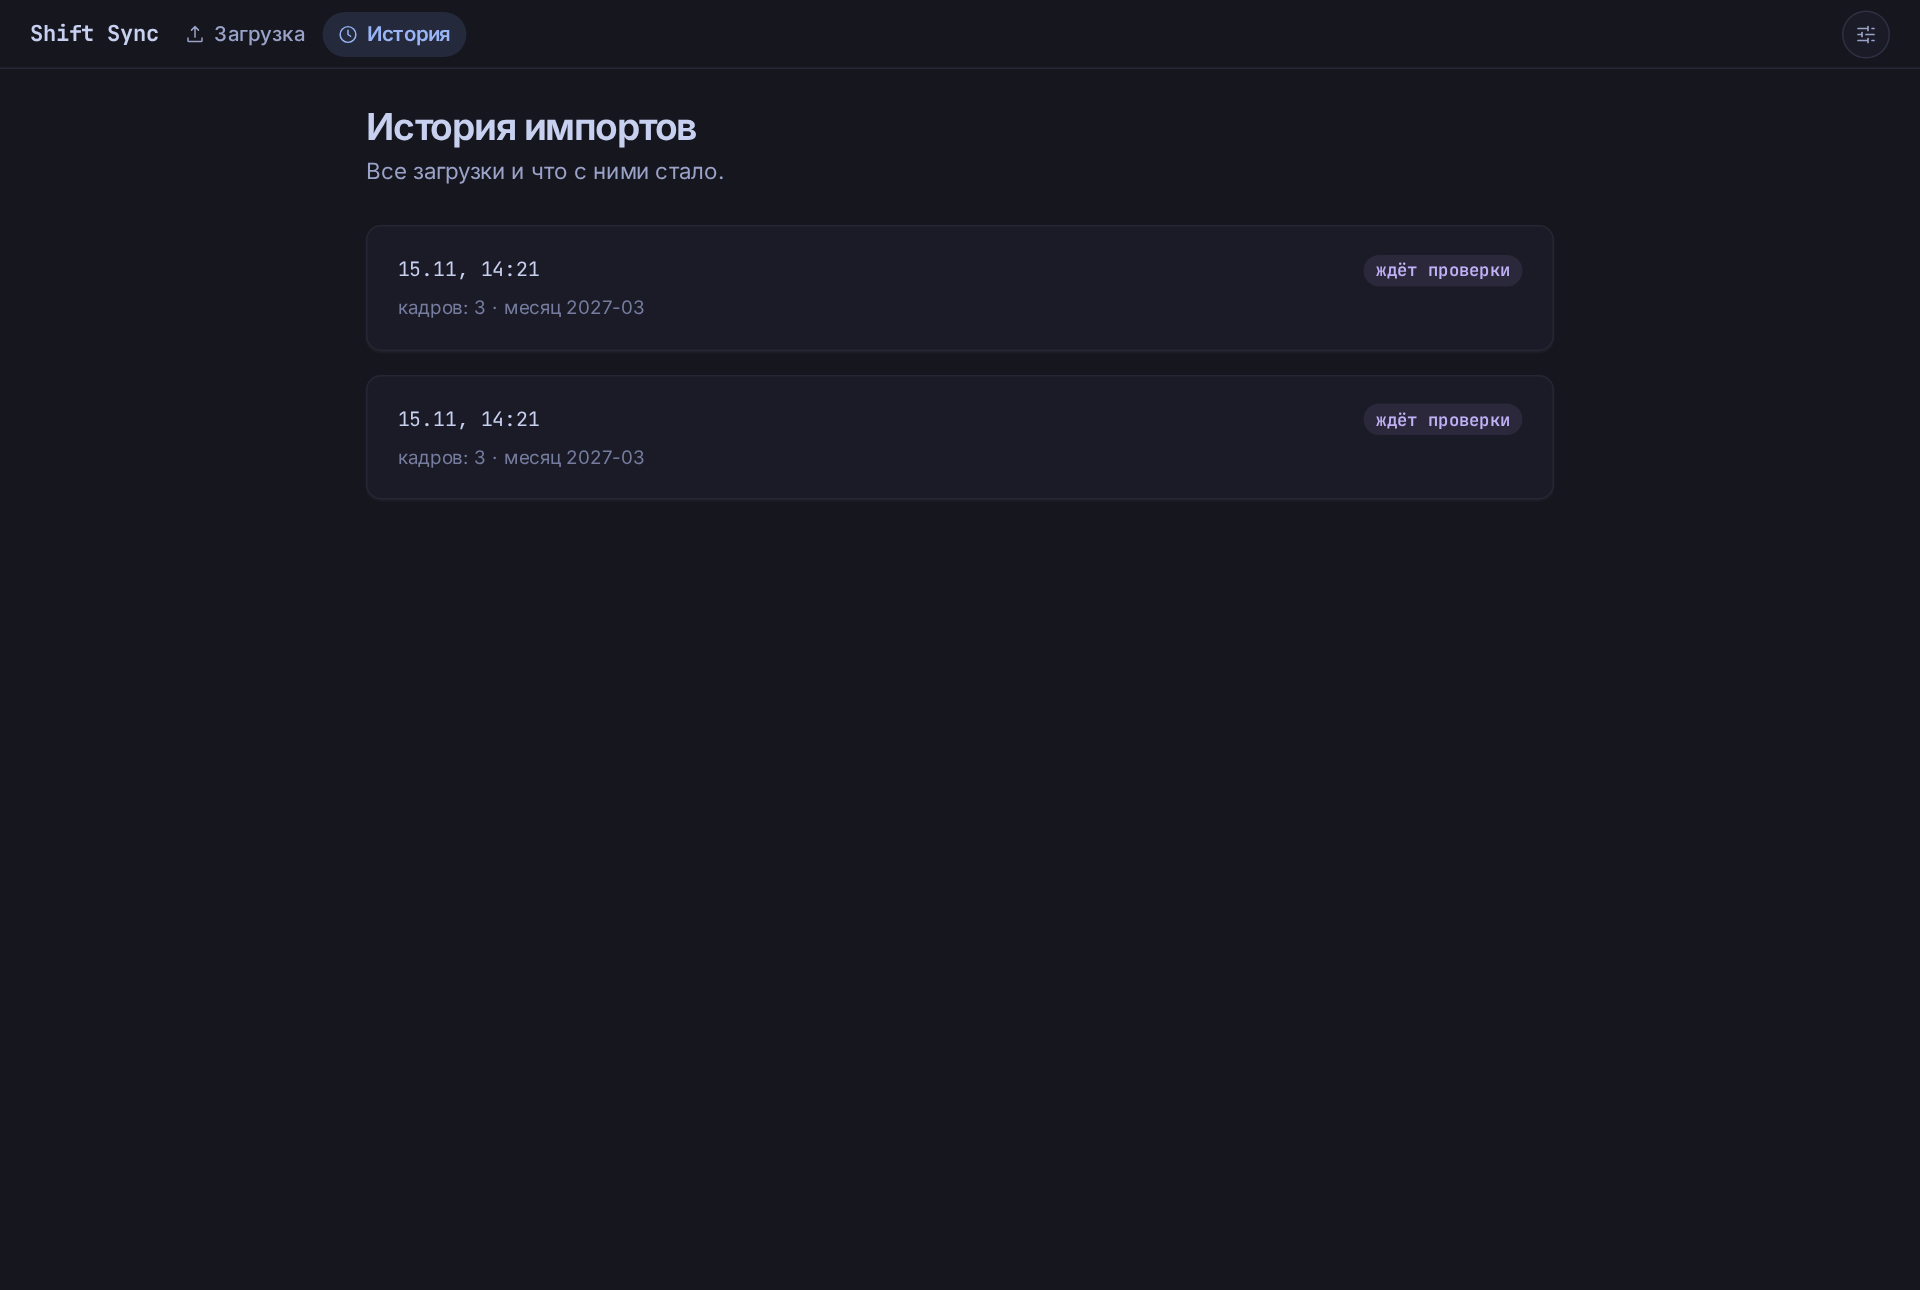 Shift Sync Загрузка История
История импортов
Все загрузки и что с ними стало.
15.11, 14:21 ждёт проверки
кадров: 3 · месяц 2027-03
15.11, 14:21 ждёт проверки
кадров: 3 · месяц 2027-03